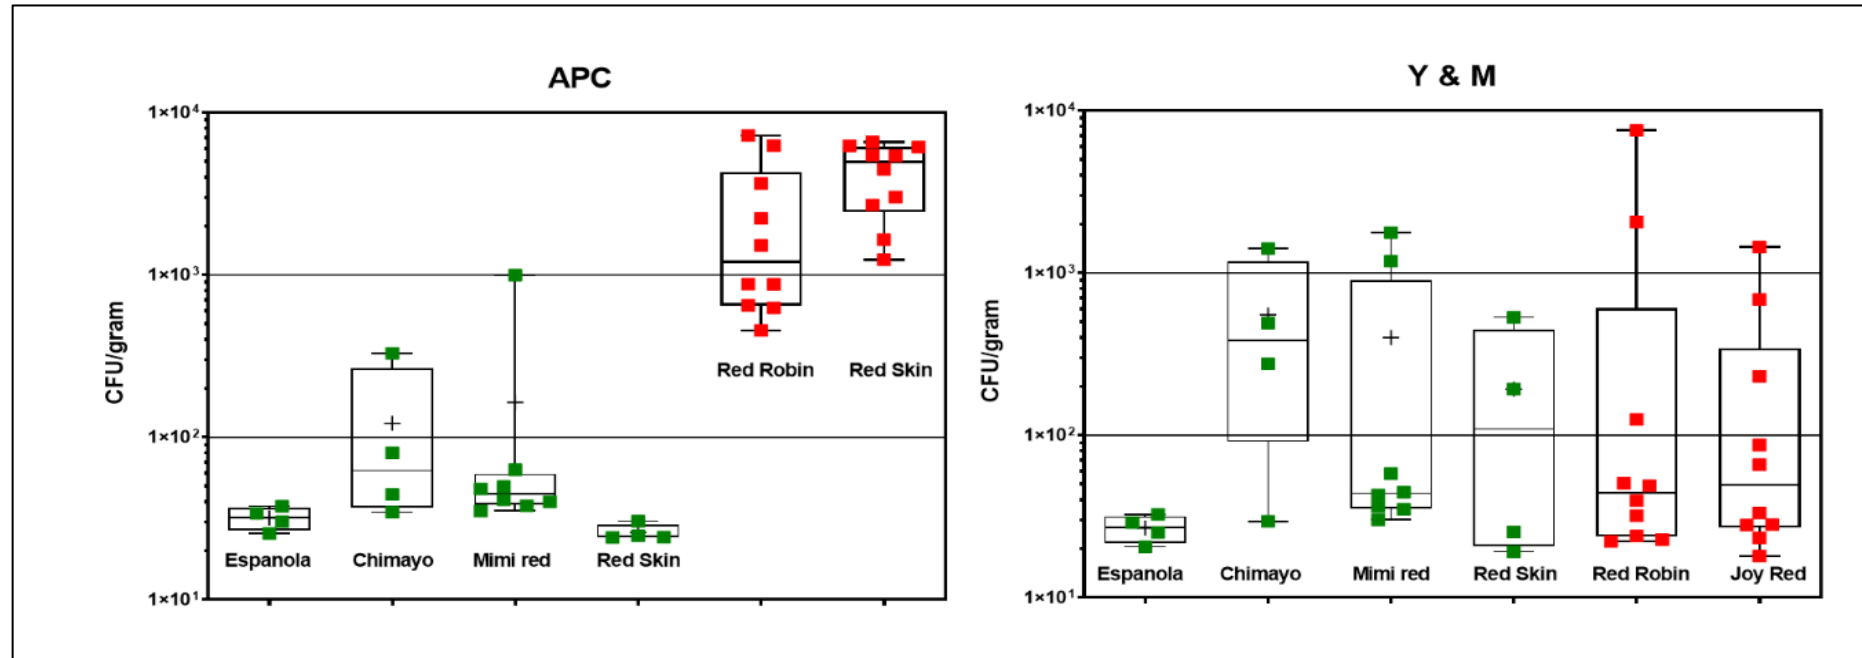 APC
1×10⁴
1×10³
1×10²
1×10¹
CFU/gram
Red Robin
Red Skin
Espanola
Chimayo
Mimi red
Red Skin
Y & M
1×10⁴
1×10³
1×10²
1×10¹
CFU/gram
Espanola
Chimayo
Mimi red
Red Skin
Red Robin
Joy Red